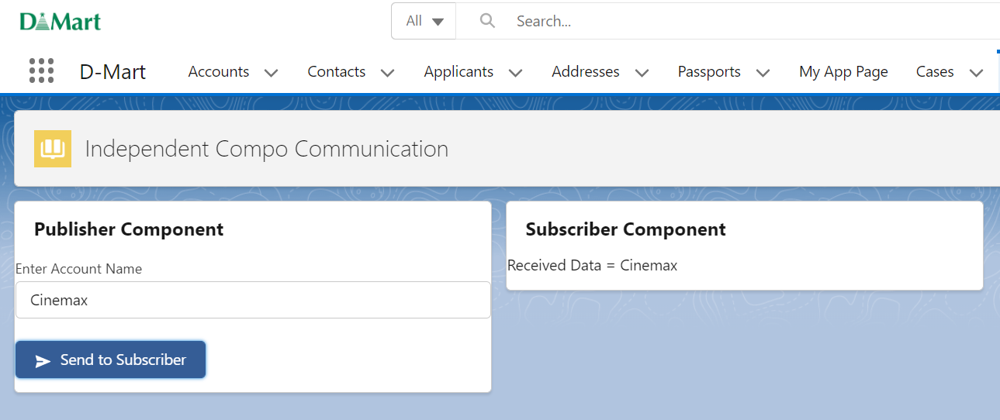 D Mart
All Search...
D-Mart Accounts Contacts Applicants Addresses Passports My App Page Cases
Independent Compo Communication
Publisher Component
Enter Account Name
Cinemax
Send to Subscriber
Subscriber Component
Received Data = Cinemax